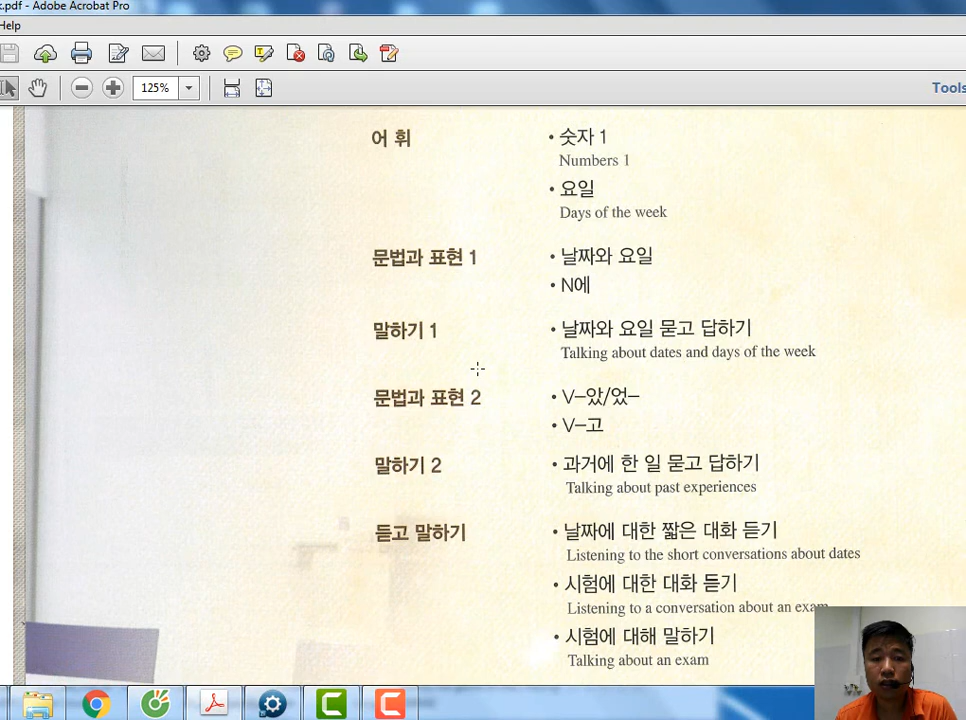 k.pdf - Adobe Acrobat Pro
Help
125%
Tools
어 휘
• 숫자 1
Numbers 1
• 요일
Days of the week
문법과 표현 1
• 날짜와 요일
• N에
말하기 1
• 날짜와 요일 묻고 답하기
Talking about dates and days of the week
문법과 표현 2
• V–았/었–
• V–고
말하기 2
• 과거에 한 일 묻고 답하기
Talking about past experiences
듣고 말하기
• 날짜에 대한 짧은 대화 듣기
Listening to the short conversations about dates
• 시험에 대한 대화 듣기
Listening to a conversation about an exam
• 시험에 대해 말하기
Talking about an exam